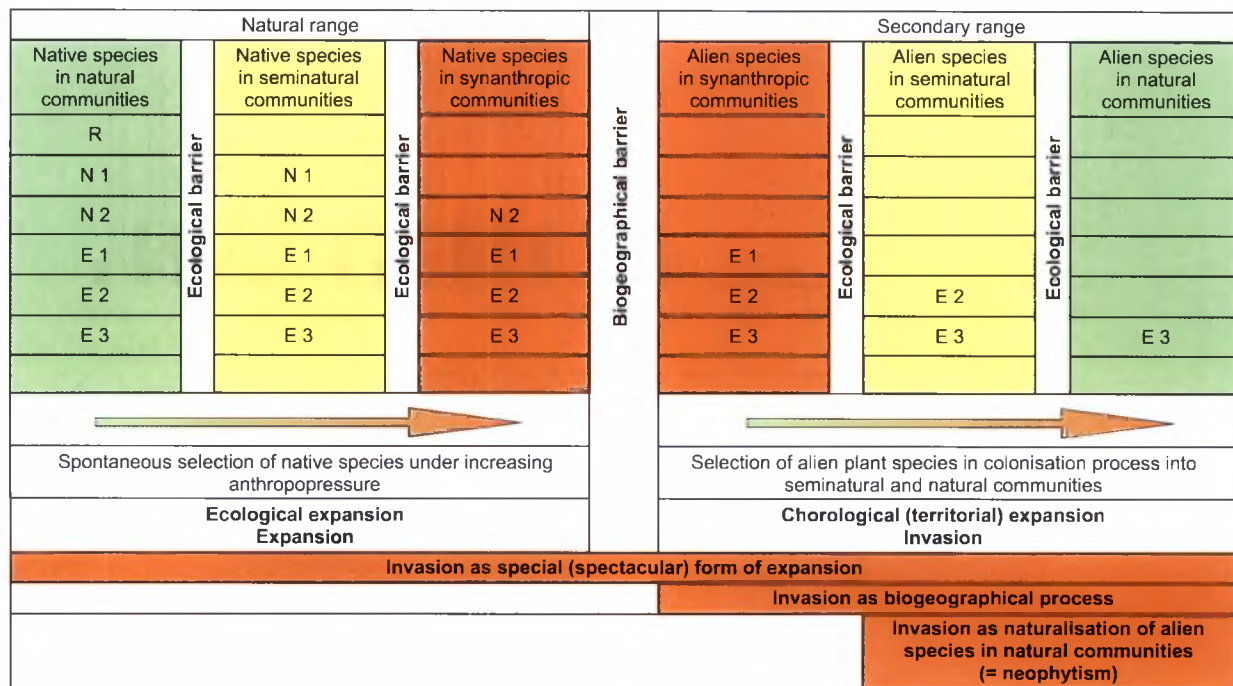 Natural range
Secondary range
Native species
in natural
communities
R
N 1
N 2
E 1
E 2
E 3
Ecological barrier
Native species
in seminatural
communities
N 1
N 2
E 1
E 2
E 3
Ecological barrier
Native species
in synanthropic
communities
N 2
E 1
E 2
E 3
Biogeographical barrier
Alien species
in synanthropic
communities
E 1
E 2
E 3
Ecological barrier
Alien species
in seminatural
communities
E 2
E 3
Ecological barrier
Alien species
in natural
communities
E 3
Spontaneous selection of native species under increasing
anthropopressure
Selection of alien plant species in colonisation process into
seminatural and natural communities
Ecological expansion
Expansion
Chorological (territorial) expansion
Invasion
Invasion as special (spectacular) form of expansion
Invasion as biogeographical process
Invasion as naturalisation of alien
species in natural communities
(= neophytism)